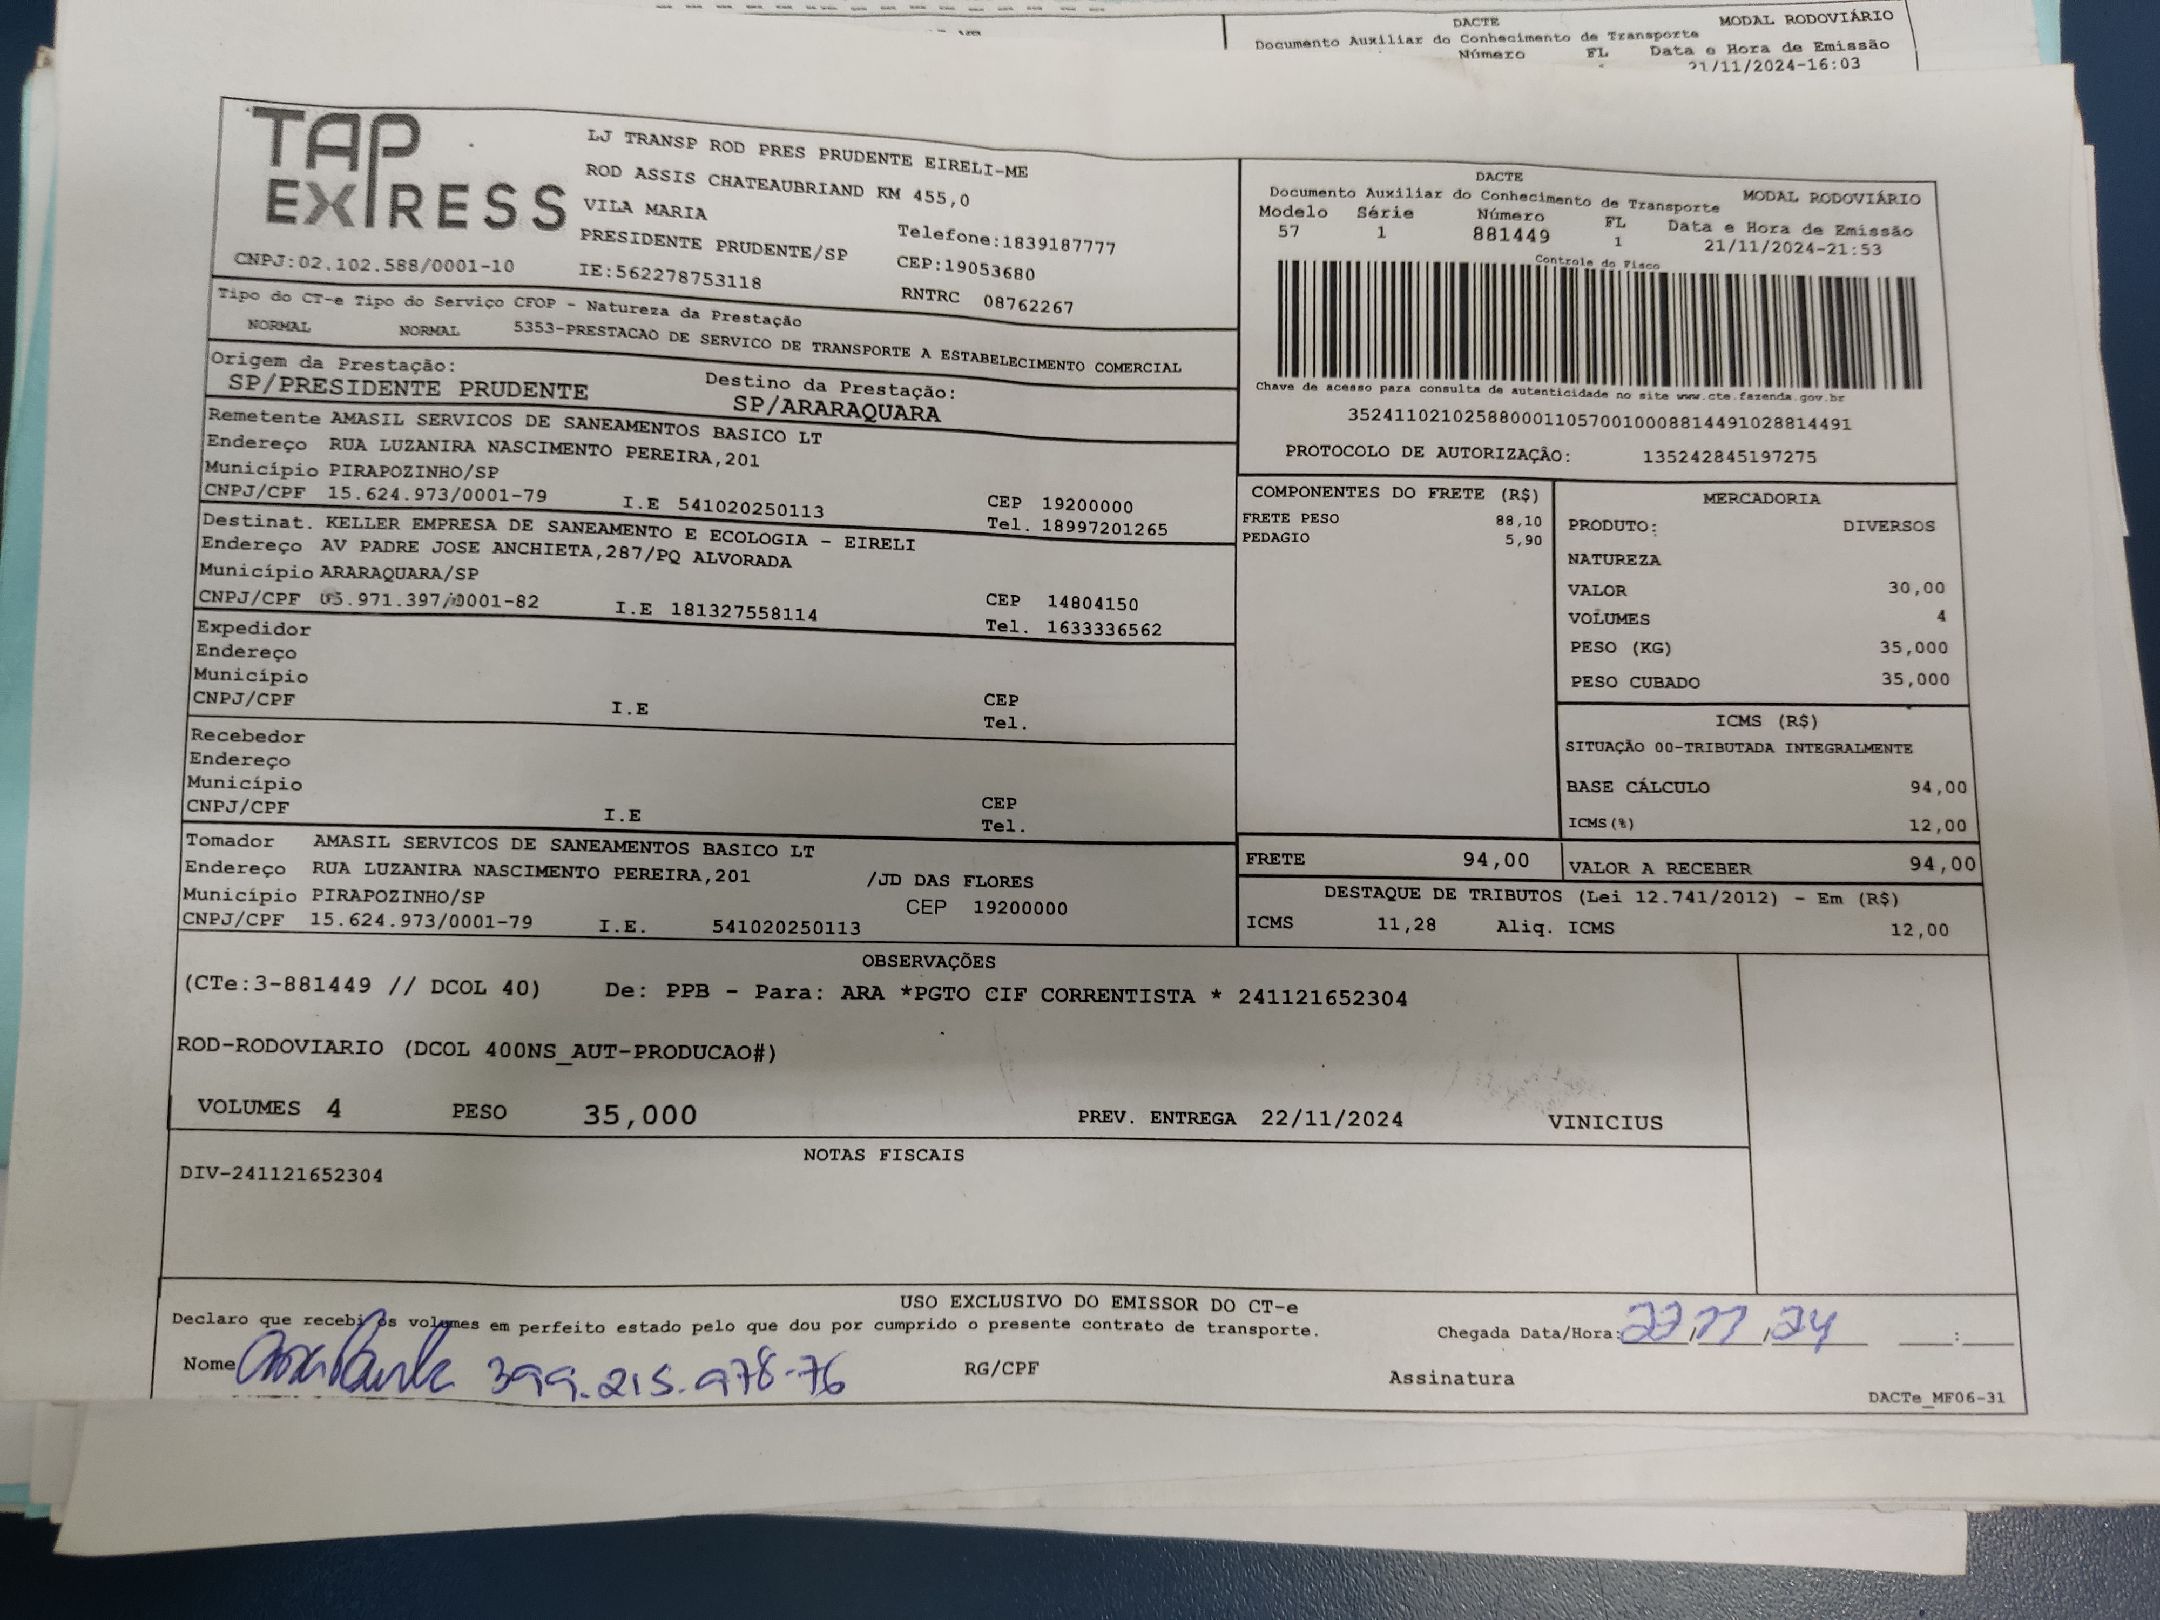 DACTE
MODAL RODOVIÁRIO
Documento Auxiliar do Conhecimento de Transporte
Número FL Data e Hora de Emissão
21/11/2024-16:03
TAP
EXPRESS
LJ TRANSP ROD PRES PRUDENTE EIRELI-ME
ROD ASSIS CHATEAUBRIAND KM 455,0
VILA MARIA
Telefone:1839187777
PRESIDENTE PRUDENTE/SP
CEP:19053680
CNPJ:02.102.588/0001-10 IE:562278753118
RNTRC 08762267
Tipo do CT-e Tipo do Serviço CFOP - Natureza da Prestação
NORMAL NORMAL 5353-PRESTACAO DE SERVICO DE TRANSPORTE A ESTABELECIMENTO COMERCIAL
Origem da Prestação: Destino da Prestação:
SP/PRESIDENTE PRUDENTE SP/ARARAQUARA
Remetente AMASIL SERVICOS DE SANEAMENTOS BASICO LT
Endereço RUA LUZANIRA NASCIMENTO PEREIRA,201
Município PIRAPOZINHO/SP
CNPJ/CPF 15.624.973/0001-79 I.E 541020250113 CEP 19200000
Tel. 18997201265
Destinat. KELLER EMPRESA DE SANEAMENTO E ECOLOGIA - EIRELI
Endereço AV PADRE JOSE ANCHIETA,287/PQ ALVORADA
Município ARARAQUARA/SP
CNPJ/CPF 05.971.397/0001-82 I.E 181327558114 CEP 14804150
Tel. 1633336562
Expedidor
Endereço
Município
CNPJ/CPF I.E CEP
Tel.
Recebedor
Endereço
Município
CNPJ/CPF I.E CEP
Tel.
Tomador AMASIL SERVICOS DE SANEAMENTOS BASICO LT
Endereço RUA LUZANIRA NASCIMENTO PEREIRA,201 /JD DAS FLORES
Município PIRAPOZINHO/SP CEP 19200000
CNPJ/CPF 15.624.973/0001-79 I.E. 541020250113
DACTE
Documento Auxiliar do Conhecimento de Transporte MODAL RODOVIÁRIO
Modelo Série Número FL Data e Hora de Emissão
57 1 881449 1 21/11/2024-21:53
Controle do Fisco
Chave de acesso para consulta de autenticidade no site www.cte.fazenda.gov.br
35241102102588000110570010008814491028814491
PROTOCOLO DE AUTORIZAÇÃO: 135242845197275
COMPONENTES DO FRETE (R$)
FRETE PESO 88,10
PEDAGIO 5,90
MERCADORIA
PRODUTO: DIVERSOS
NATUREZA
VALOR 30,00
VOLUMES 4
PESO (KG) 35,000
PESO CUBADO 35,000
ICMS (R$)
SITUAÇÃO 00-TRIBUTADA INTEGRALMENTE
BASE CÁLCULO 94,00
ICMS(%) 12,00
FRETE 94,00 VALOR A RECEBER 94,00
DESTAQUE DE TRIBUTOS (Lei 12.741/2012) - Em (R$)
ICMS 11,28 Aliq. ICMS 12,00
OBSERVAÇÕES
(CTe:3-881449 // DCOL 40) De: PPB - Para: ARA *PGTO CIF CORRENTISTA * 241121652304
ROD-RODOVIARIO (DCOL 400NS_AUT-PRODUCAO#)
VOLUMES 4 PESO 35,000 PREV. ENTREGA 22/11/2024 VINICIUS
NOTAS FISCAIS
DIV-241121652304
USO EXCLUSIVO DO EMISSOR DO CT-e
Declaro que recebi os volumes em perfeito estado pelo que dou por cumprido o presente contrato de transporte. Chegada Data/Hora: 22/11/24 :
Nome 399.215.978-76 RG/CPF Assinatura
DACTe_MF06-31